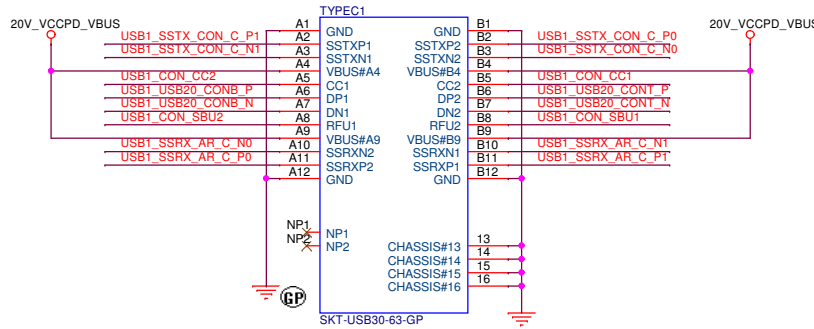 TYPEC1
20V_VCCPD_VBUS
20V_VCCPD_VBUS
A1 GND GND B1
USB1_SSTX_CON_C_P1 A2 SSTXP1 SSTXP2 B2 USB1_SSTX_CON_C_P0
USB1_SSTX_CON_C_N1 A3 SSTXN1 SSTXN2 B3 USB1_SSTX_CON_C_N0
A4 VBUS#A4 VBUS#B4 B4
USB1_CON_CC2 A5 CC1 CC2 B5 USB1_CON_CC1
USB1_USB20_CONB_P A6 DP1 DP2 B6 USB1_USB20_CONT_P
USB1_USB20_CONB_N A7 DN1 DN2 B7 USB1_USB20_CONT_N
USB1_CON_SBU2 A8 RFU1 RFU2 B8 USB1_CON_SBU1
A9 VBUS#A9 VBUS#B9 B9
USB1_SSRX_AR_C_N0 A10 SSRXN2 SSRXN1 B10 USB1_SSRX_AR_C_N1
USB1_SSRX_AR_C_P0 A11 SSRXP2 SSRXP1 B11 USB1_SSRX_AR_C_P1
A12 GND GND B12
NP1 NP1
NP2 NP2
CHASSIS#13 13
CHASSIS#14 14
CHASSIS#15 15
CHASSIS#16 16
GP
SKT-USB30-63-GP